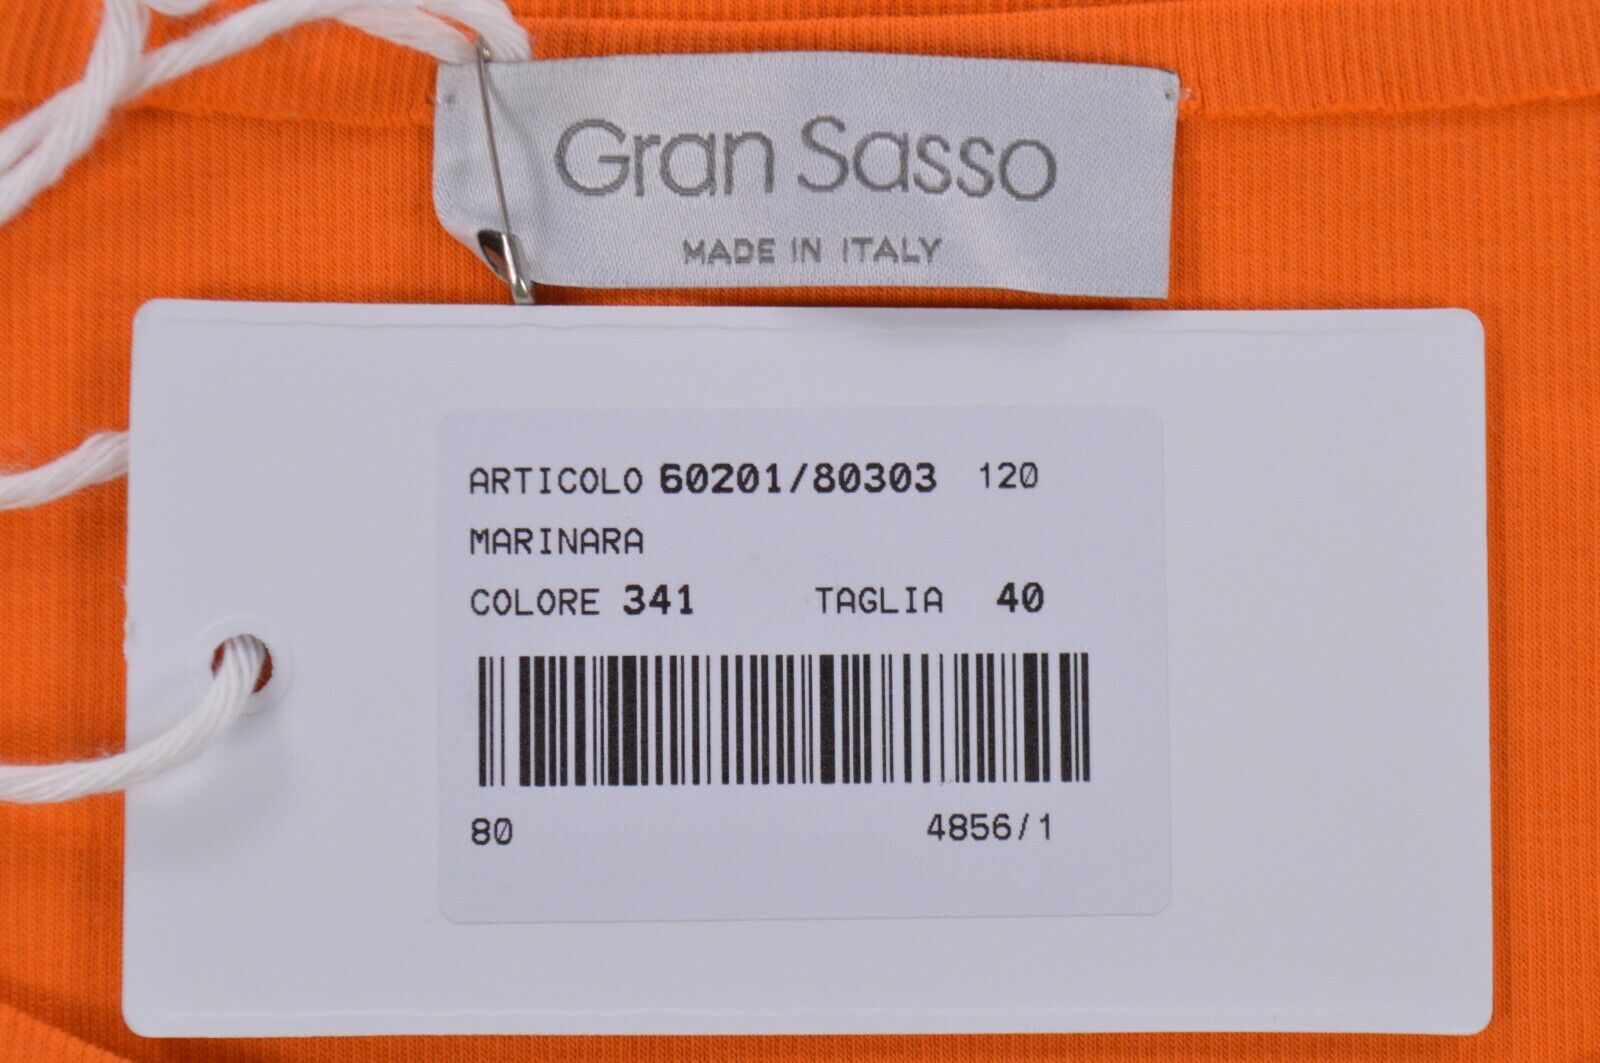 Gran Sasso
MADE IN ITALY
ARTICOLO 60201/80303 120
MARINARA
COLORE 341 TAGLIA 40
80 4856/1